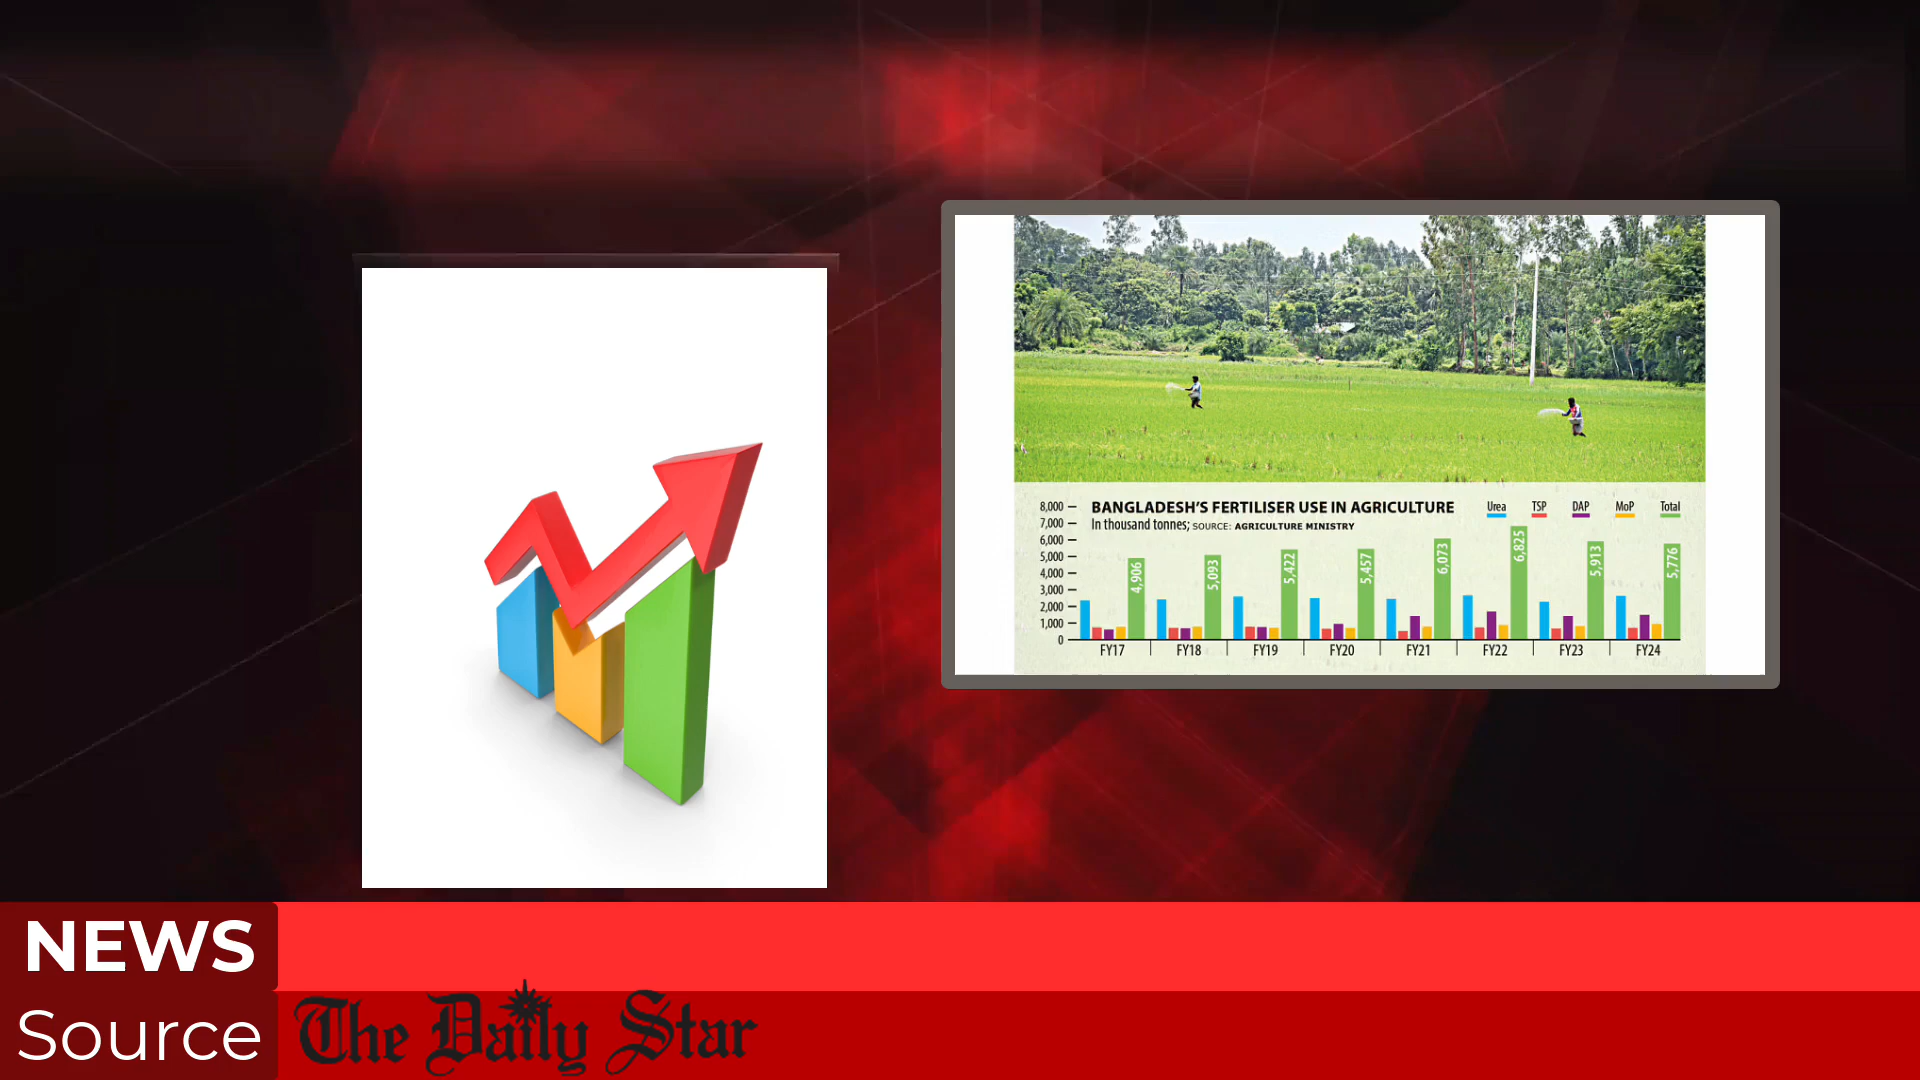 BANGLADESH'S FERTILISER USE IN AGRICULTURE
In thousand tonnes; SOURCE: AGRICULTURE MINISTRY
Urea TSP DAP MoP Total
8,000
7,000
6,000
5,000
4,000
3,000
2,000
1,000
0
4,906 5,093 5,422 5,457 6,073 6,825 5,913 5,776
FY17 FY18 FY19 FY20 FY21 FY22 FY23 FY24
NEWS
Source The Daily Star